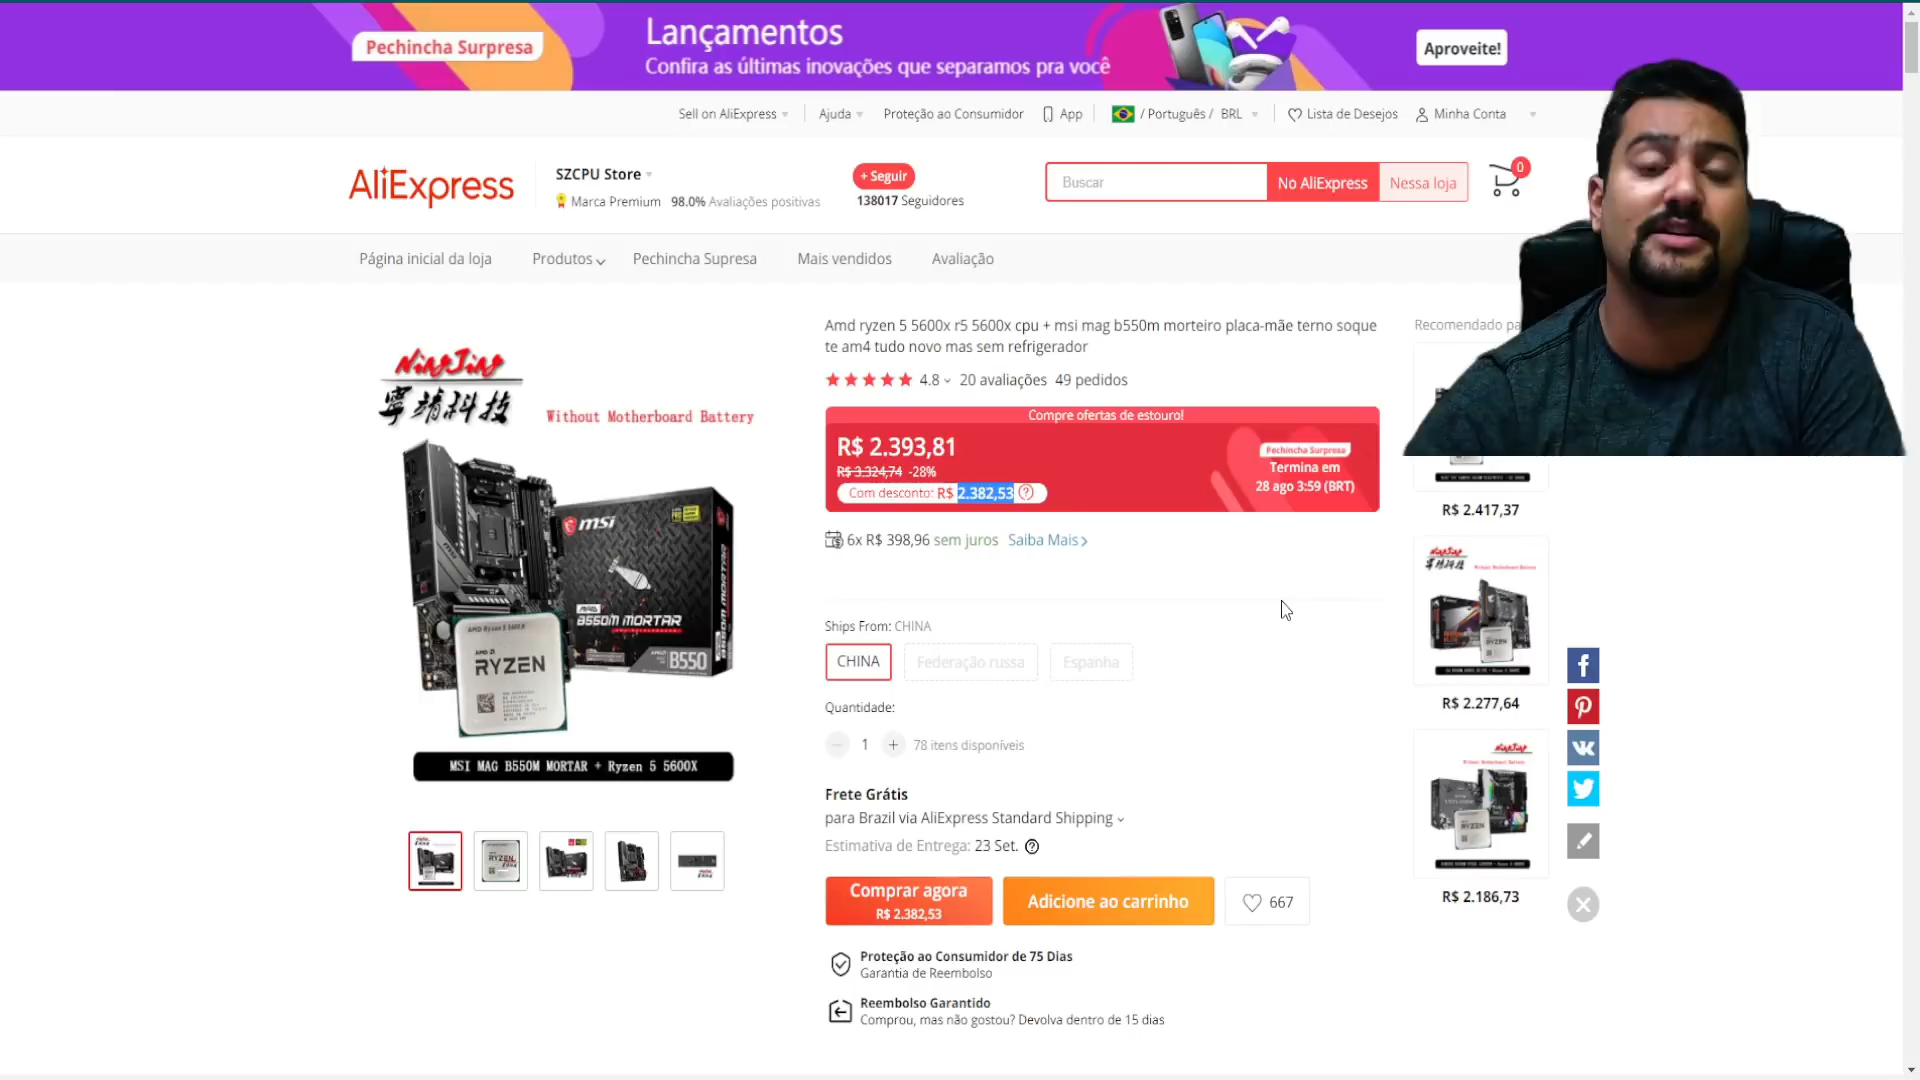 Pechincha Surpresa
Lançamentos
Confira as últimas inovações que separamos pra você
Aproveite!
Sell on AliExpress
Ajuda
Proteção ao Consumidor
App
/ Português / BRL
Lista de Desejos
Minha Conta
AliExpress
SZCPU Store
Marca Premium 98.0% Avaliações positivas
+ Seguir
138017 Seguidores
Buscar
No AliExpress
Nessa loja
0
Página inicial da loja
Produtos
Pechincha Supresa
Mais vendidos
Avaliação
NingJing
寧靖科技
Without Motherboard Battery
msi
MAG
B550M MORTAR
B550
AMD Ryzen 5 5600X
RYZEN
MSI MAG B550M MORTAR + Ryzen 5 5600X
Amd ryzen 5 5600x r5 5600x cpu + msi mag b550m morteiro placa-mãe terno soque
te am4 tudo novo mas sem refrigerador
4.8 20 avaliações 49 pedidos
Compre ofertas de estouro!
R$ 2.393,81
R$ 3.324,74 -28%
Com desconto: R$ 2.382,53
Pechincha Surpresa
Termina em
28 ago 3:59 (BRT)
6x R$ 398,96 sem juros Saiba Mais
Ships From: CHINA
CHINA
Federação russa
Espanha
Quantidade:
1
78 itens disponíveis
Frete Grátis
para Brazil via AliExpress Standard Shipping
Estimativa de Entrega: 23 Set.
Comprar agora
R$ 2.382,53
Adicione ao carrinho
667
Proteção ao Consumidor de 75 Dias
Garantia de Reembolso
Reembolso Garantido
Comprou, mas não gostou? Devolva dentro de 15 dias
Recomendado
R$ 2.417,37
R$ 2.277,64
R$ 2.186,73